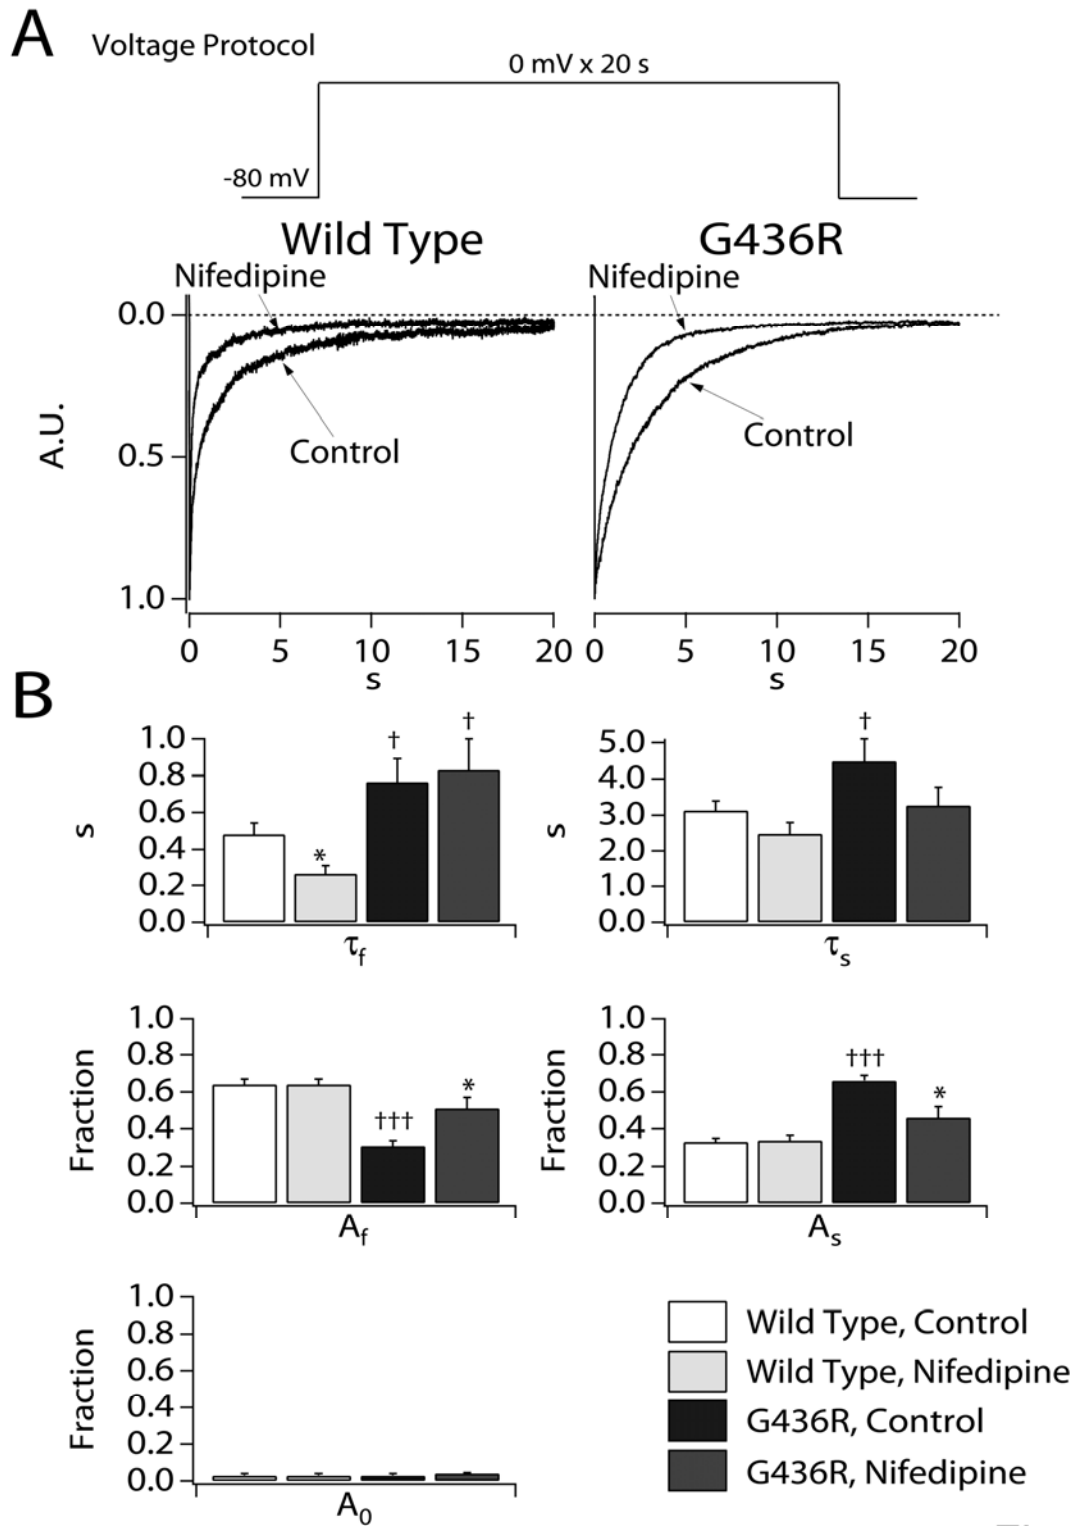 A
Voltage Protocol
0 mV x 20 s
-80 mV
Wild Type
G436R
Nifedipine
Nifedipine
0.0
A.U.
0.5
Control
Control
1.0
0 5 10 15 20
0 5 10 15 20
s
s
B
†
†
†
1.0
0.8
0.6
0.4
0.2
0.0
s
*
τf
5.0
4.0
3.0
2.0
1.0
0.0
s
τs
1.0
0.8
0.6
0.4
0.2
0.0
Fraction
†††
*
Af
1.0
0.8
0.6
0.4
0.2
0.0
Fraction
†††
*
As
1.0
0.8
0.6
0.4
0.2
0.0
Fraction
A0
Wild Type, Control
Wild Type, Nifedipine
G436R, Control
G436R, Nifedipine